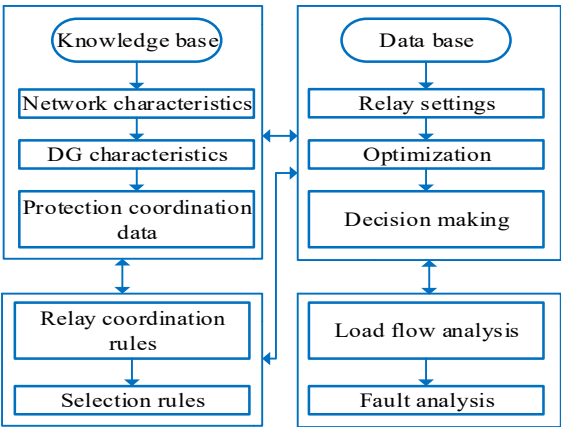 Knowledge base
Network characteristics
DG characteristics
Protection coordination
data
Data base
Relay settings
Optimization
Decision making
Relay coordination
rules
Selection rules
Load flow analysis
Fault analysis